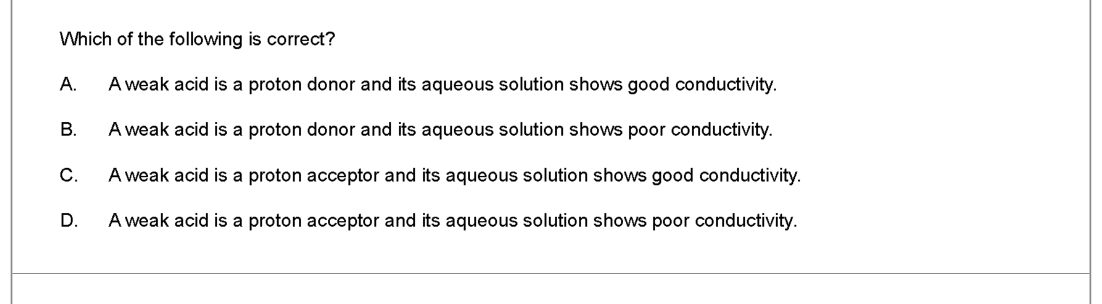 Which of the following is correct?
A. A weak acid is a proton donor and its aqueous solution shows good conductivity.
B. A weak acid is a proton donor and its aqueous solution shows poor conductivity.
C. A weak acid is a proton acceptor and its aqueous solution shows good conductivity.
D. A weak acid is a proton acceptor and its aqueous solution shows poor conductivity.